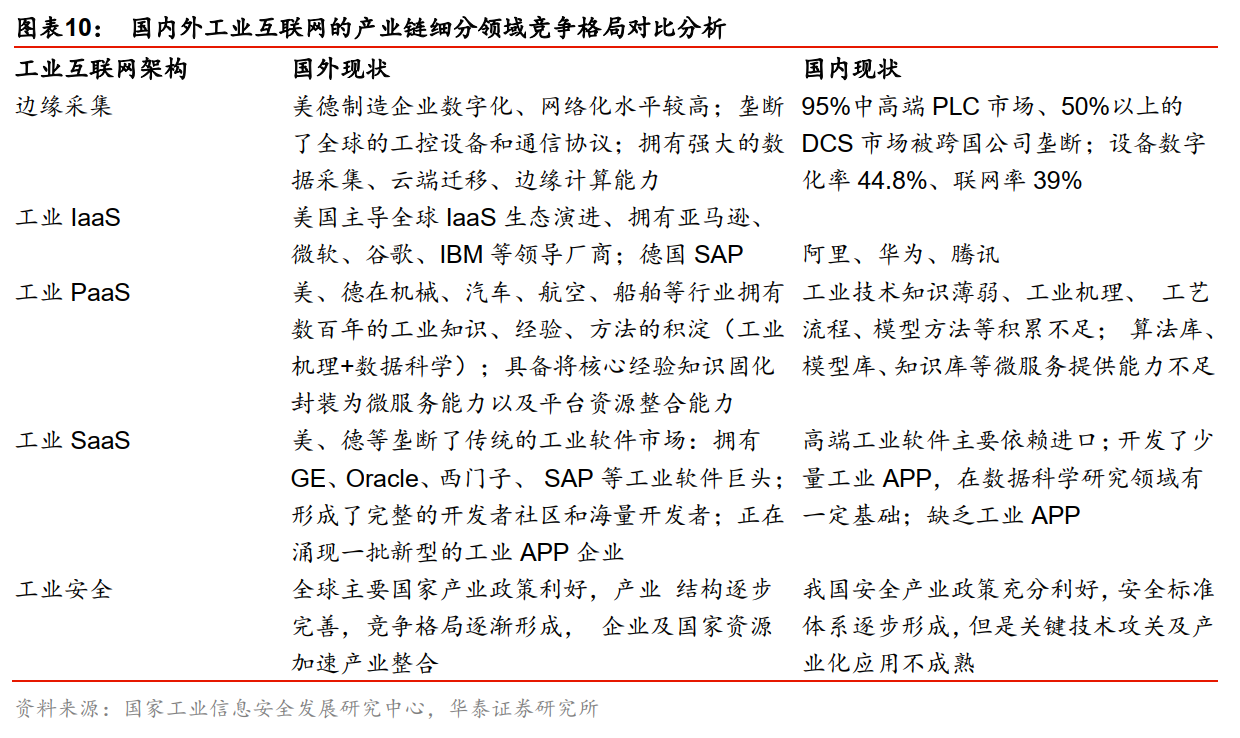 图表10： 国内外工业互联网的产业链细分领域竞争格局对比分析
工业互联网架构 国外现状 国内现状
边缘采集 美德制造企业数字化、网络化水平较高；垄断 95%中高端 PLC 市场、50%以上的
了全球的工控设备和通信协议；拥有强大的数 DCS 市场被跨国公司垄断；设备数字
据采集、云端迁移、边缘计算能力 化率 44.8%、联网率 39%
工业 IaaS 美国主导全球 IaaS 生态演进、拥有亚马逊、
微软、谷歌、IBM 等领导厂商；德国 SAP 阿里、华为、腾讯
工业 PaaS 美、德在机械、汽车、航空、船舶等行业拥有 工业技术知识薄弱、工业机理、 工艺
数百年的工业知识、经验、方法的积淀（工业 流程、模型方法等积累不足； 算法库、
机理+数据科学）；具备将核心经验知识固化 模型库、知识库等微服务提供能力不足
封装为微服务能力以及平台资源整合能力
工业 SaaS 美、德等垄断了传统的工业软件市场：拥有 高端工业软件主要依赖进口；开发了少
GE、Oracle、西门子、 SAP 等工业软件巨头； 量工业 APP，在数据科学研究领域有
形成了完整的开发者社区和海量开发者；正在 一定基础；缺乏工业 APP
涌现一批新型的工业 APP 企业
工业安全 全球主要国家产业政策利好，产业 结构逐步 我国安全产业政策充分利好，安全标准
完善，竞争格局逐渐形成， 企业及国家资源 体系逐步形成，但是关键技术攻关及产
加速产业整合 业化应用不成熟
资料来源：国家工业信息安全发展研究中心，华泰证券研究所